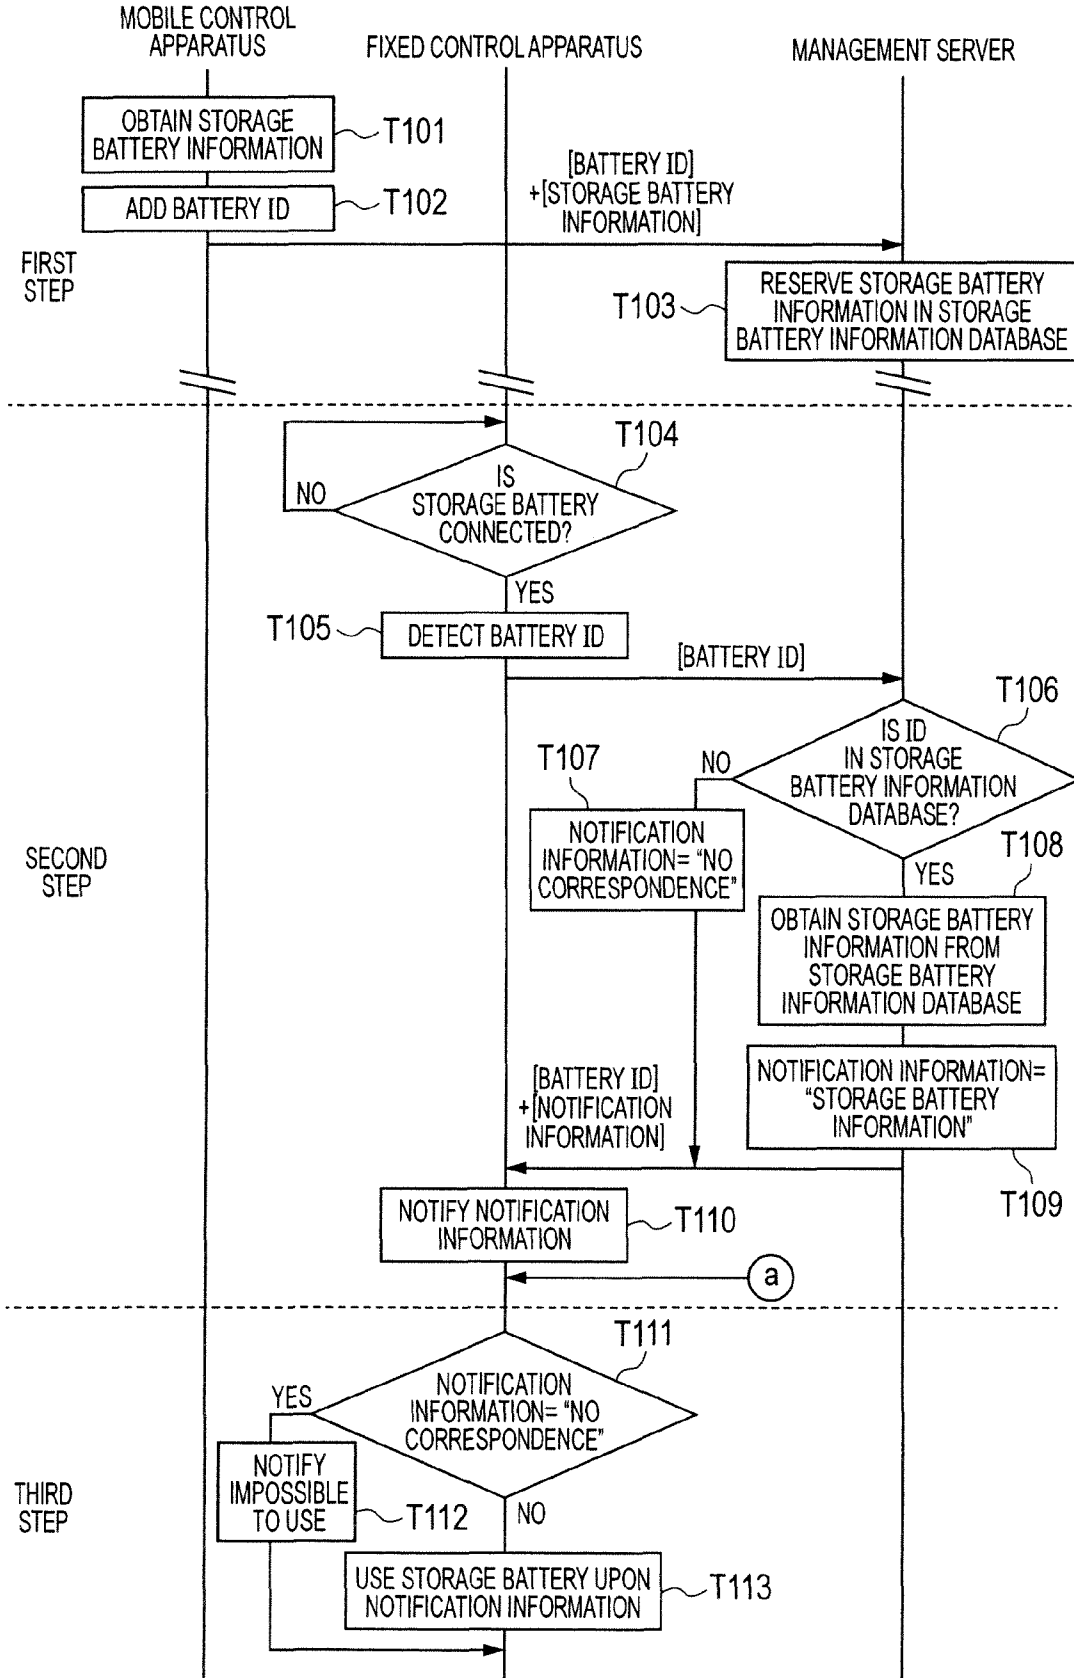 MOBILE CONTROL
APPARATUS
FIXED CONTROL APPARATUS
MANAGEMENT SERVER
OBTAIN STORAGE
BATTERY INFORMATION
T101
ADD BATTERY ID
T102
[BATTERY ID]
+[STORAGE BATTERY
INFORMATION]
FIRST
STEP
T103
RESERVE STORAGE BATTERY
INFORMATION IN STORAGE
BATTERY INFORMATION DATABASE
T104
IS
STORAGE BATTERY
CONNECTED?
NO
YES
T105
DETECT BATTERY ID
[BATTERY ID]
T106
IS ID
IN STORAGE
BATTERY INFORMATION
DATABASE?
NO
T107
NOTIFICATION
INFORMATION= “NO
CORRESPONDENCE”
YES
T108
SECOND
STEP
OBTAIN STORAGE BATTERY
INFORMATION FROM
STORAGE BATTERY
INFORMATION DATABASE
NOTIFICATION INFORMATION=
“STORAGE BATTERY
INFORMATION”
T109
[BATTERY ID]
+[NOTIFICATION
INFORMATION]
NOTIFY NOTIFICATION
INFORMATION
T110
a
T111
NOTIFICATION
INFORMATION= “NO
CORRESPONDENCE”
YES
NO
THIRD
STEP
NOTIFY
IMPOSSIBLE
TO USE
T112
USE STORAGE BATTERY UPON
NOTIFICATION INFORMATION
T113